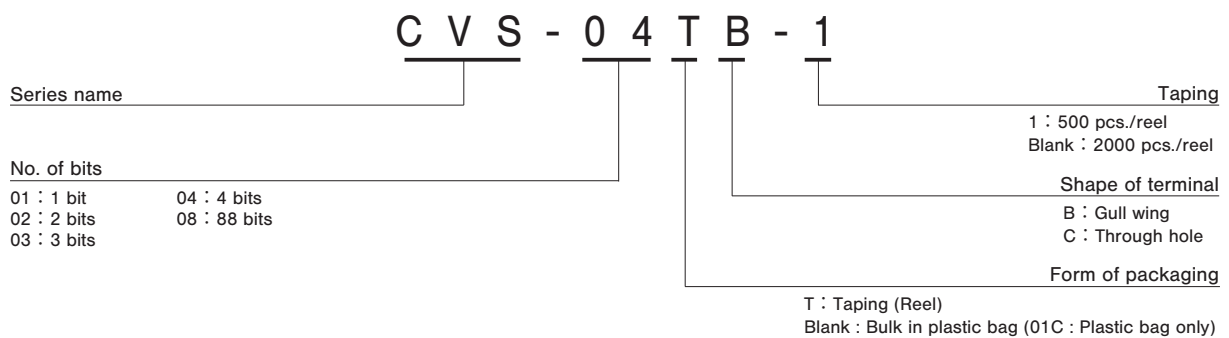 CVS-04TB-1
Series name
No. of bits
01：1 bit 04：4 bits
02：2 bits 08：88 bits
03：3 bits
Taping
1：500 pcs./reel
Blank：2000 pcs./reel
Shape of terminal
B：Gull wing
C：Through hole
Form of packaging
T：Taping (Reel)
Blank : Bulk in plastic bag (01C : Plastic bag only)